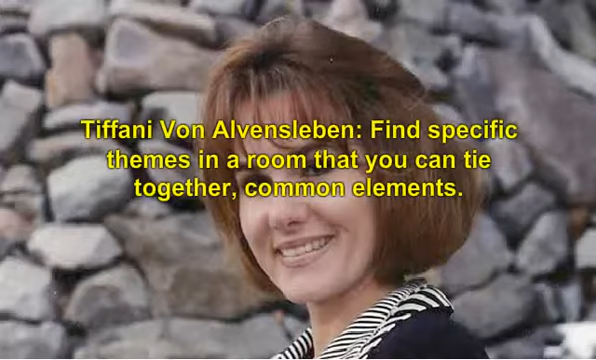 Tiffani Von Alvensleben: Find specific
themes in a room that you can tie
together, common elements.